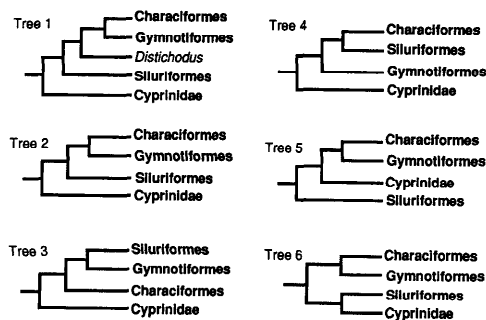 Tree 1
Characiformes
Gymnotiformes
Distichodus
Siluriformes
Cyprinidae
Tree 2
Characiformes
Gymnotiformes
Siluriformes
Cyprinidae
Tree 3
Siluriformes
Gymnotiformes
Characiformes
Cyprinidae
Tree 4
Characiformes
Siluriformes
Gymnotiformes
Cyprinidae
Tree 5
Characiformes
Gymnotiformes
Cyprinidae
Siluriformes
Tree 6
Characiformes
Gymnotiformes
Siluriformes
Cyprinidae